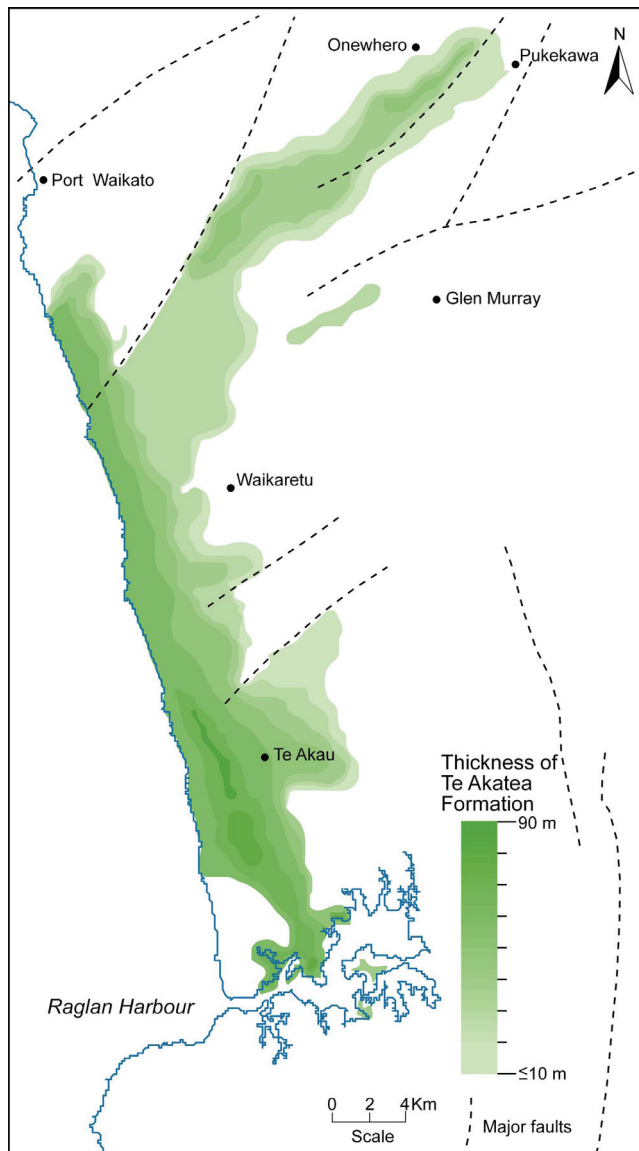 Onewhero
Pukekawa
N
Port Waikato
Glen Murray
Waikaretu
Te Akau
Thickness of
Te Akatea
Formation
90 m
Raglan Harbour
≤10 m
0 2 4Km
Scale
Major faults